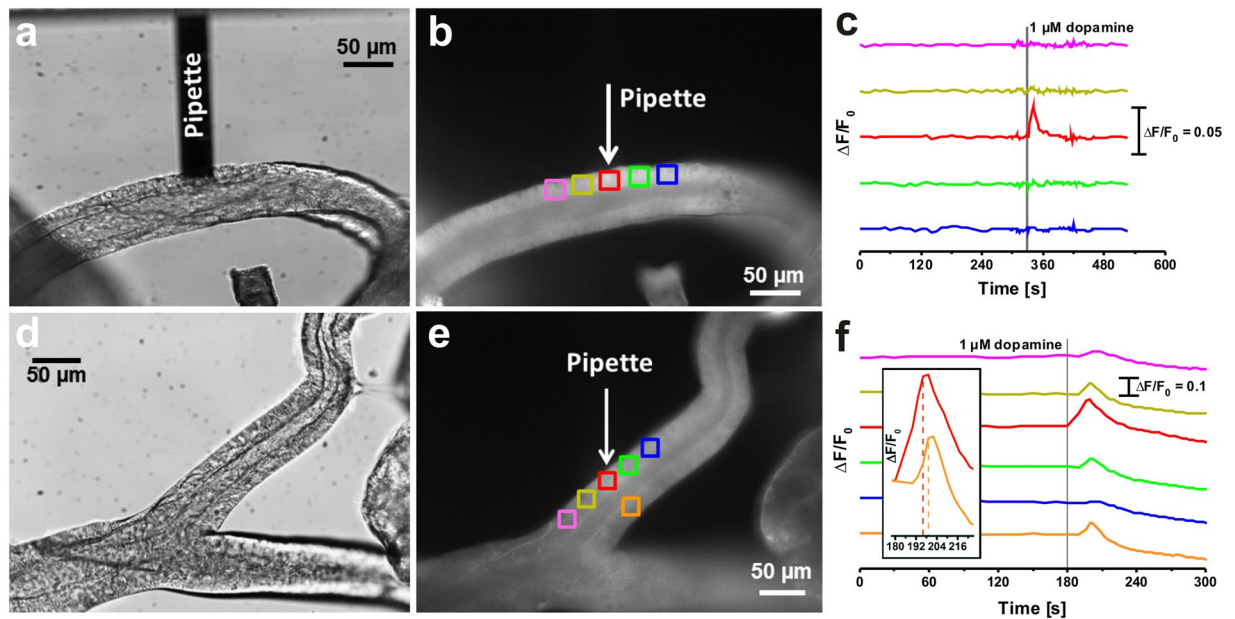 a
Pipette
50 µm
b
Pipette
50 µm
c
1 µM dopamine
ΔF/F0
ΔF/F0 = 0.05
0 120 240 360 480 600
Time [s]
d
50 µm
e
Pipette
50 µm
f
1 µM dopamine
ΔF/F0 = 0.1
ΔF/F0
ΔF/F0
180 192 204 216
0 60 120 180 240 300
Time [s]